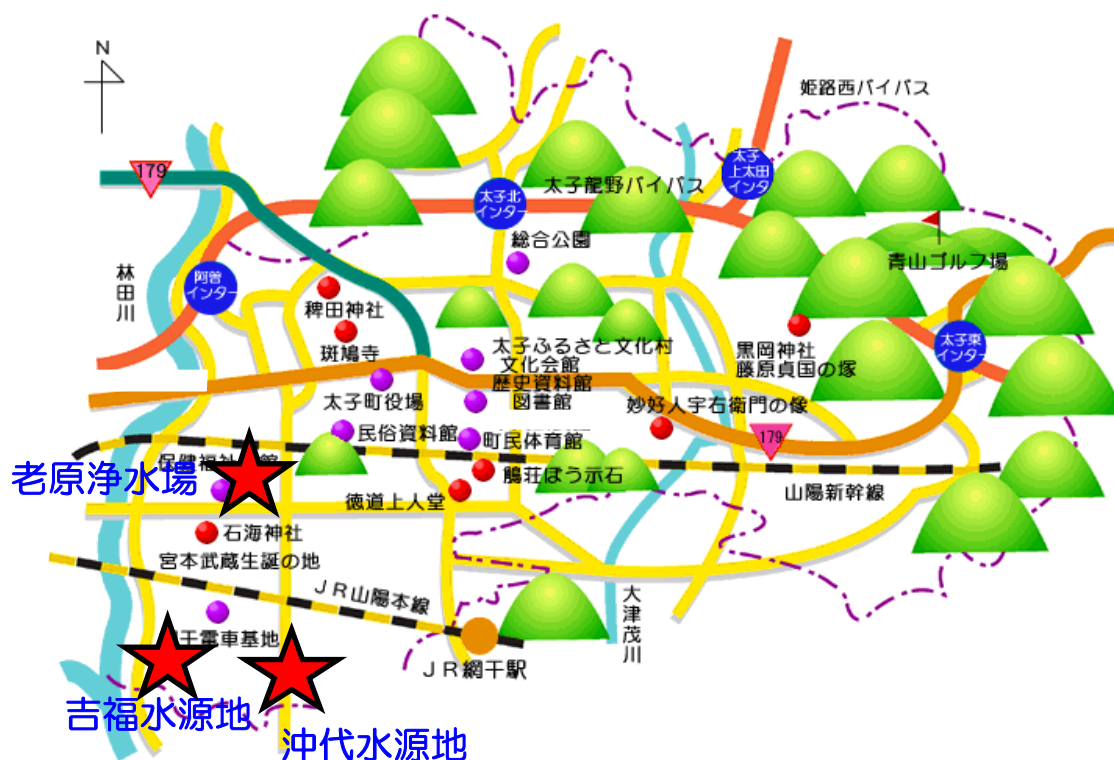 N
姫路西バイパス
179
太子
上太田
インタ
太子龍野バイパス
太子北
インター
総合公園
青山ゴルフ場
林田川
阿曽
インター
稗田神社
斑鳩寺
太子ふるさと文化村
文化会館
歴史資料館
図書館
黒岡神社
藤原貞国の塚
太子東
インター
太子町役場
妙好人宇右衛門の像
民俗資料館
町民体育館
179
老原浄水場
保健福祉会館
鵤荘ぼう示石
山陽新幹線
徳道上人堂
石海神社
宮本武蔵生誕の地
JR山陽本線
大津茂川
干電車基地
JR網干駅
吉福水源地
沖代水源地